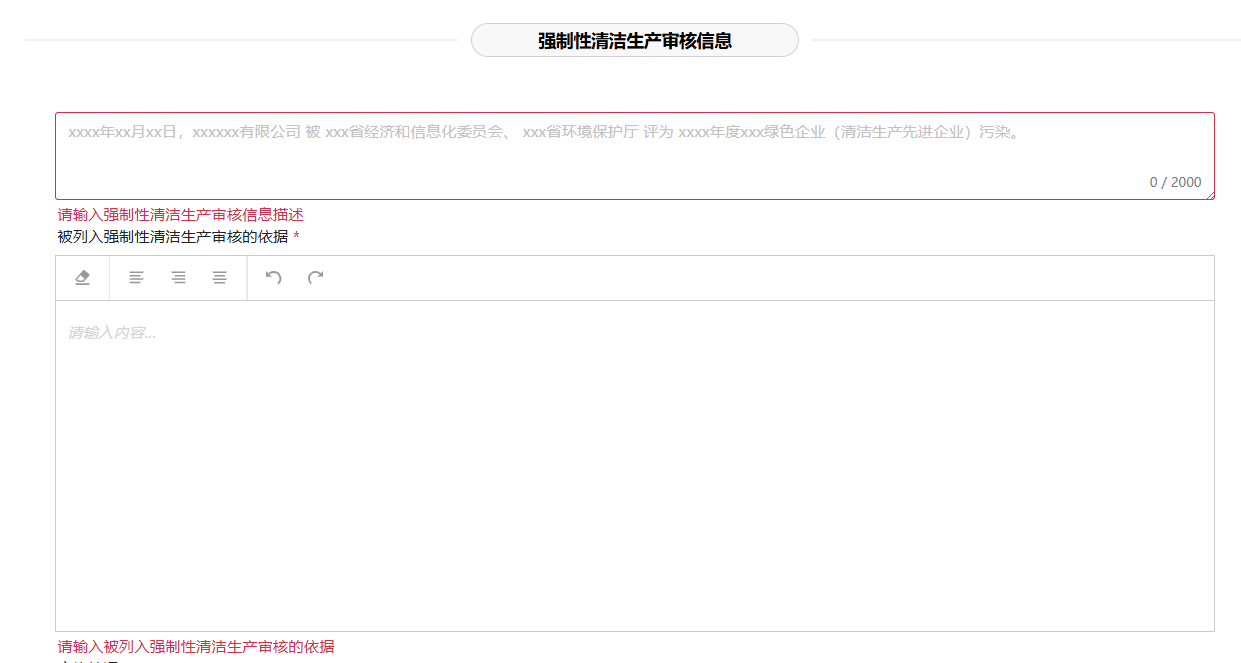 强制性清洁生产审核信息
xxxx年xx月xx日，xxxxxx有限公司 被 xxx省经济和信息化委员会、 xxx省环境保护厅 评为 xxxx年度xxx绿色企业（清洁生产先进企业）污染。
0 / 2000
请输入强制性清洁生产审核信息描述
被列入强制性清洁生产审核的依据 *
请输入内容...
请输入被列入强制性清洁生产审核的依据